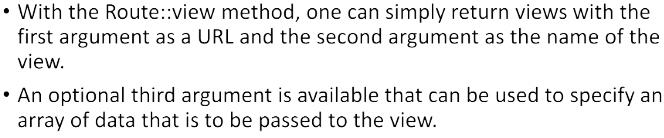 • With the Route::view method, one can simply return views with the
first argument as a URL and the second argument as the name of the
view.
• An optional third argument is available that can be used to specify an
array of data that is to be passed to the view.